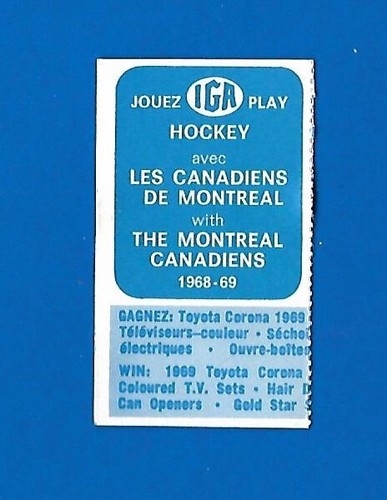 JOUEZ IGA PLAY
HOCKEY
avec
LES CANADIENS
DE MONTREAL
with
THE MONTREAL
CANADIENS
1968-69
GAGNEZ: Toyota Corona 1969
Téléviseurs-couleur • Séchoi
électriques • Ouvre-boîtes
WIN: 1969 Toyota Corona
Coloured T.V. Sets • Hair D
Can Openers • Gold Star